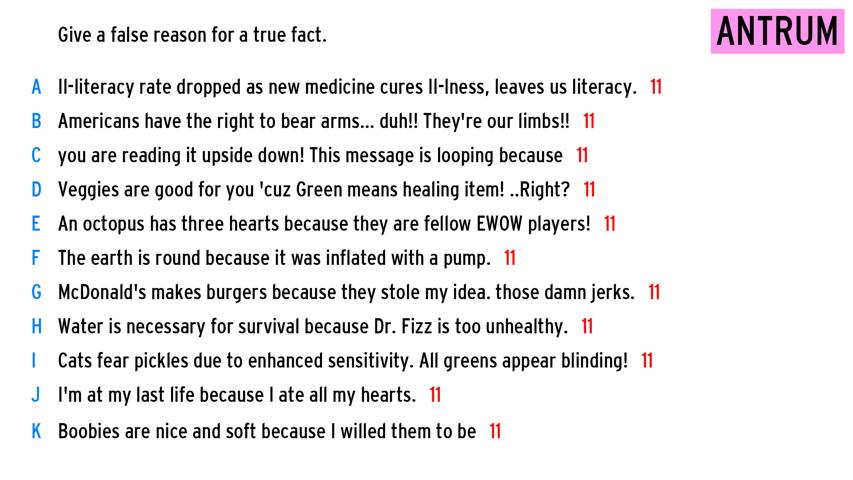 Give a false reason for a true fact.
ANTRUM
A Il-literacy rate dropped as new medicine cures Il-lness, leaves us literacy. 11
B Americans have the right to bear arms... duh!! They're our limbs!! 11
C you are reading it upside down! This message is looping because 11
D Veggies are good for you 'cuz Green means healing item! ..Right? 11
E An octopus has three hearts because they are fellow EWOW players! 11
F The earth is round because it was inflated with a pump. 11
G McDonald's makes burgers because they stole my idea. those damn jerks. 11
H Water is necessary for survival because Dr. Fizz is too unhealthy. 11
I Cats fear pickles due to enhanced sensitivity. All greens appear blinding! 11
J I'm at my last life because I ate all my hearts. 11
K Boobies are nice and soft because I willed them to be 11